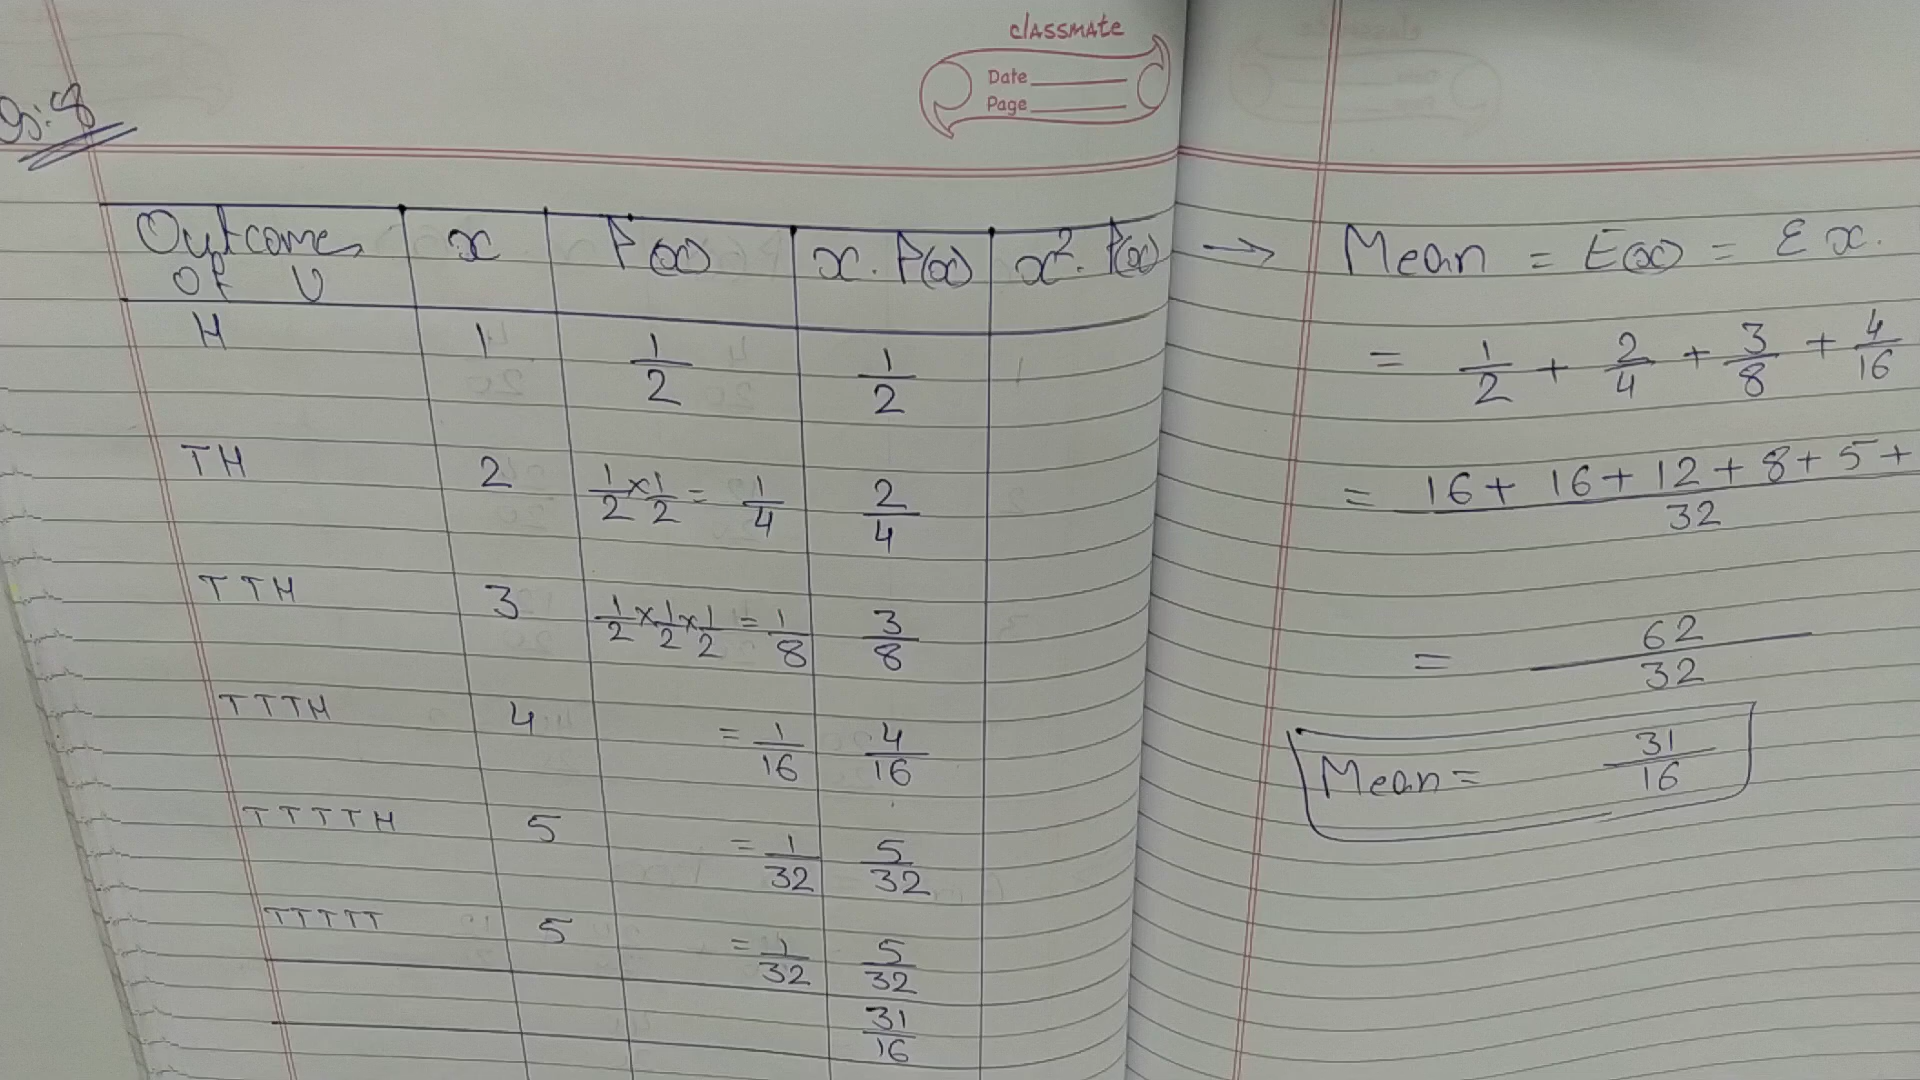 classmate
Date
Page
Outcomes of U | x | P(x) | x. P(x) | x². P(x)
H | 1 | 1/2 | 1/2
TH | 2 | 1/2 × 1/2 = 1/4 | 2/4
TTH | 3 | 1/2 × 1/2 × 1/2 = 1/8 | 3/8
TTTH | 4 | = 1/16 | 4/16
TTTTH | 5 | = 1/32 | 5/32
TTTTT | 5 | = 1/32 | 5/32
31/16
→ Mean = E(x) = Σx.
= 1/2 + 2/4 + 3/8 + 4/16
= 16 + 16 + 12 + 8 + 5 + / 32
= 62/32
Mean = 31/16